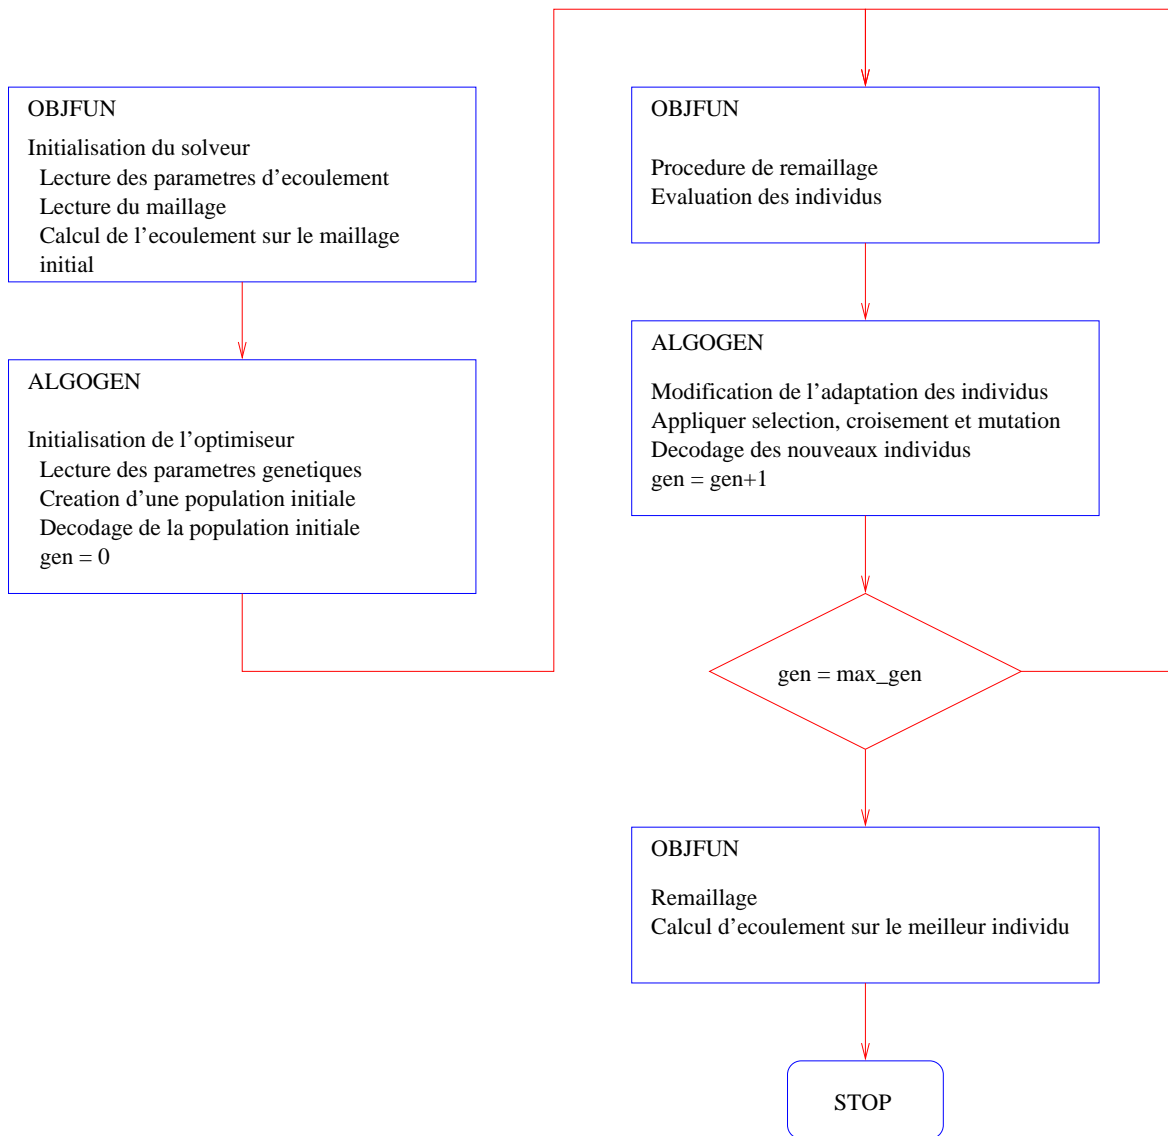 OBJFUN
Initialisation du solveur
Lecture des parametres d'ecoulement
Lecture du maillage
Calcul de l'ecoulement sur le maillage
initial
ALGOGEN
Initialisation de l'optimiseur
Lecture des parametres genetiques
Creation d'une population initiale
Decodage de la population initiale
gen = 0
OBJFUN
Procedure de remaillage
Evaluation des individus
ALGOGEN
Modification de l'adaptation des individus
Appliquer selection, croisement et mutation
Decodage des nouveaux individus
gen = gen+1
gen = max_gen
OBJFUN
Remaillage
Calcul d'ecoulement sur le meilleur individu
STOP